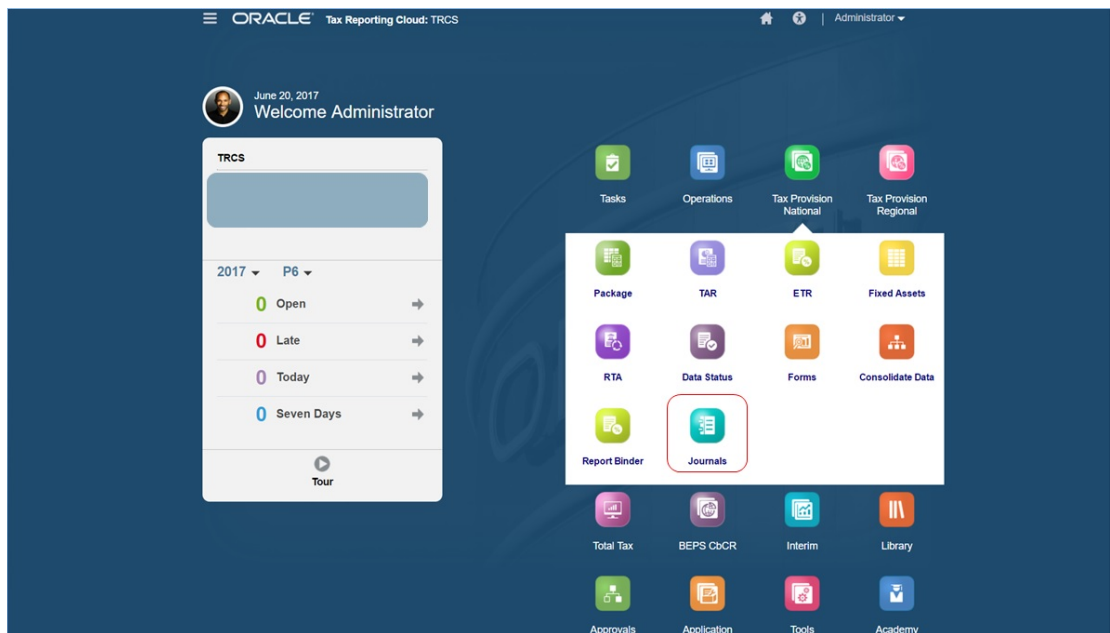 ORACLE Tax Reporting Cloud: TRCS
Administrator
June 20, 2017
Welcome Administrator
TRCS
2017 P6
0 Open
0 Late
0 Today
0 Seven Days
Tour
Tasks
Operations
Tax Provision
National
Tax Provision
Regional
Package
TAR
ETR
Fixed Assets
RTA
Data Status
Forms
Consolidate Data
Report Binder
Journals
Total Tax
BEPS CbCR
Interim
Library
Approvals
Application
Tools
Academy